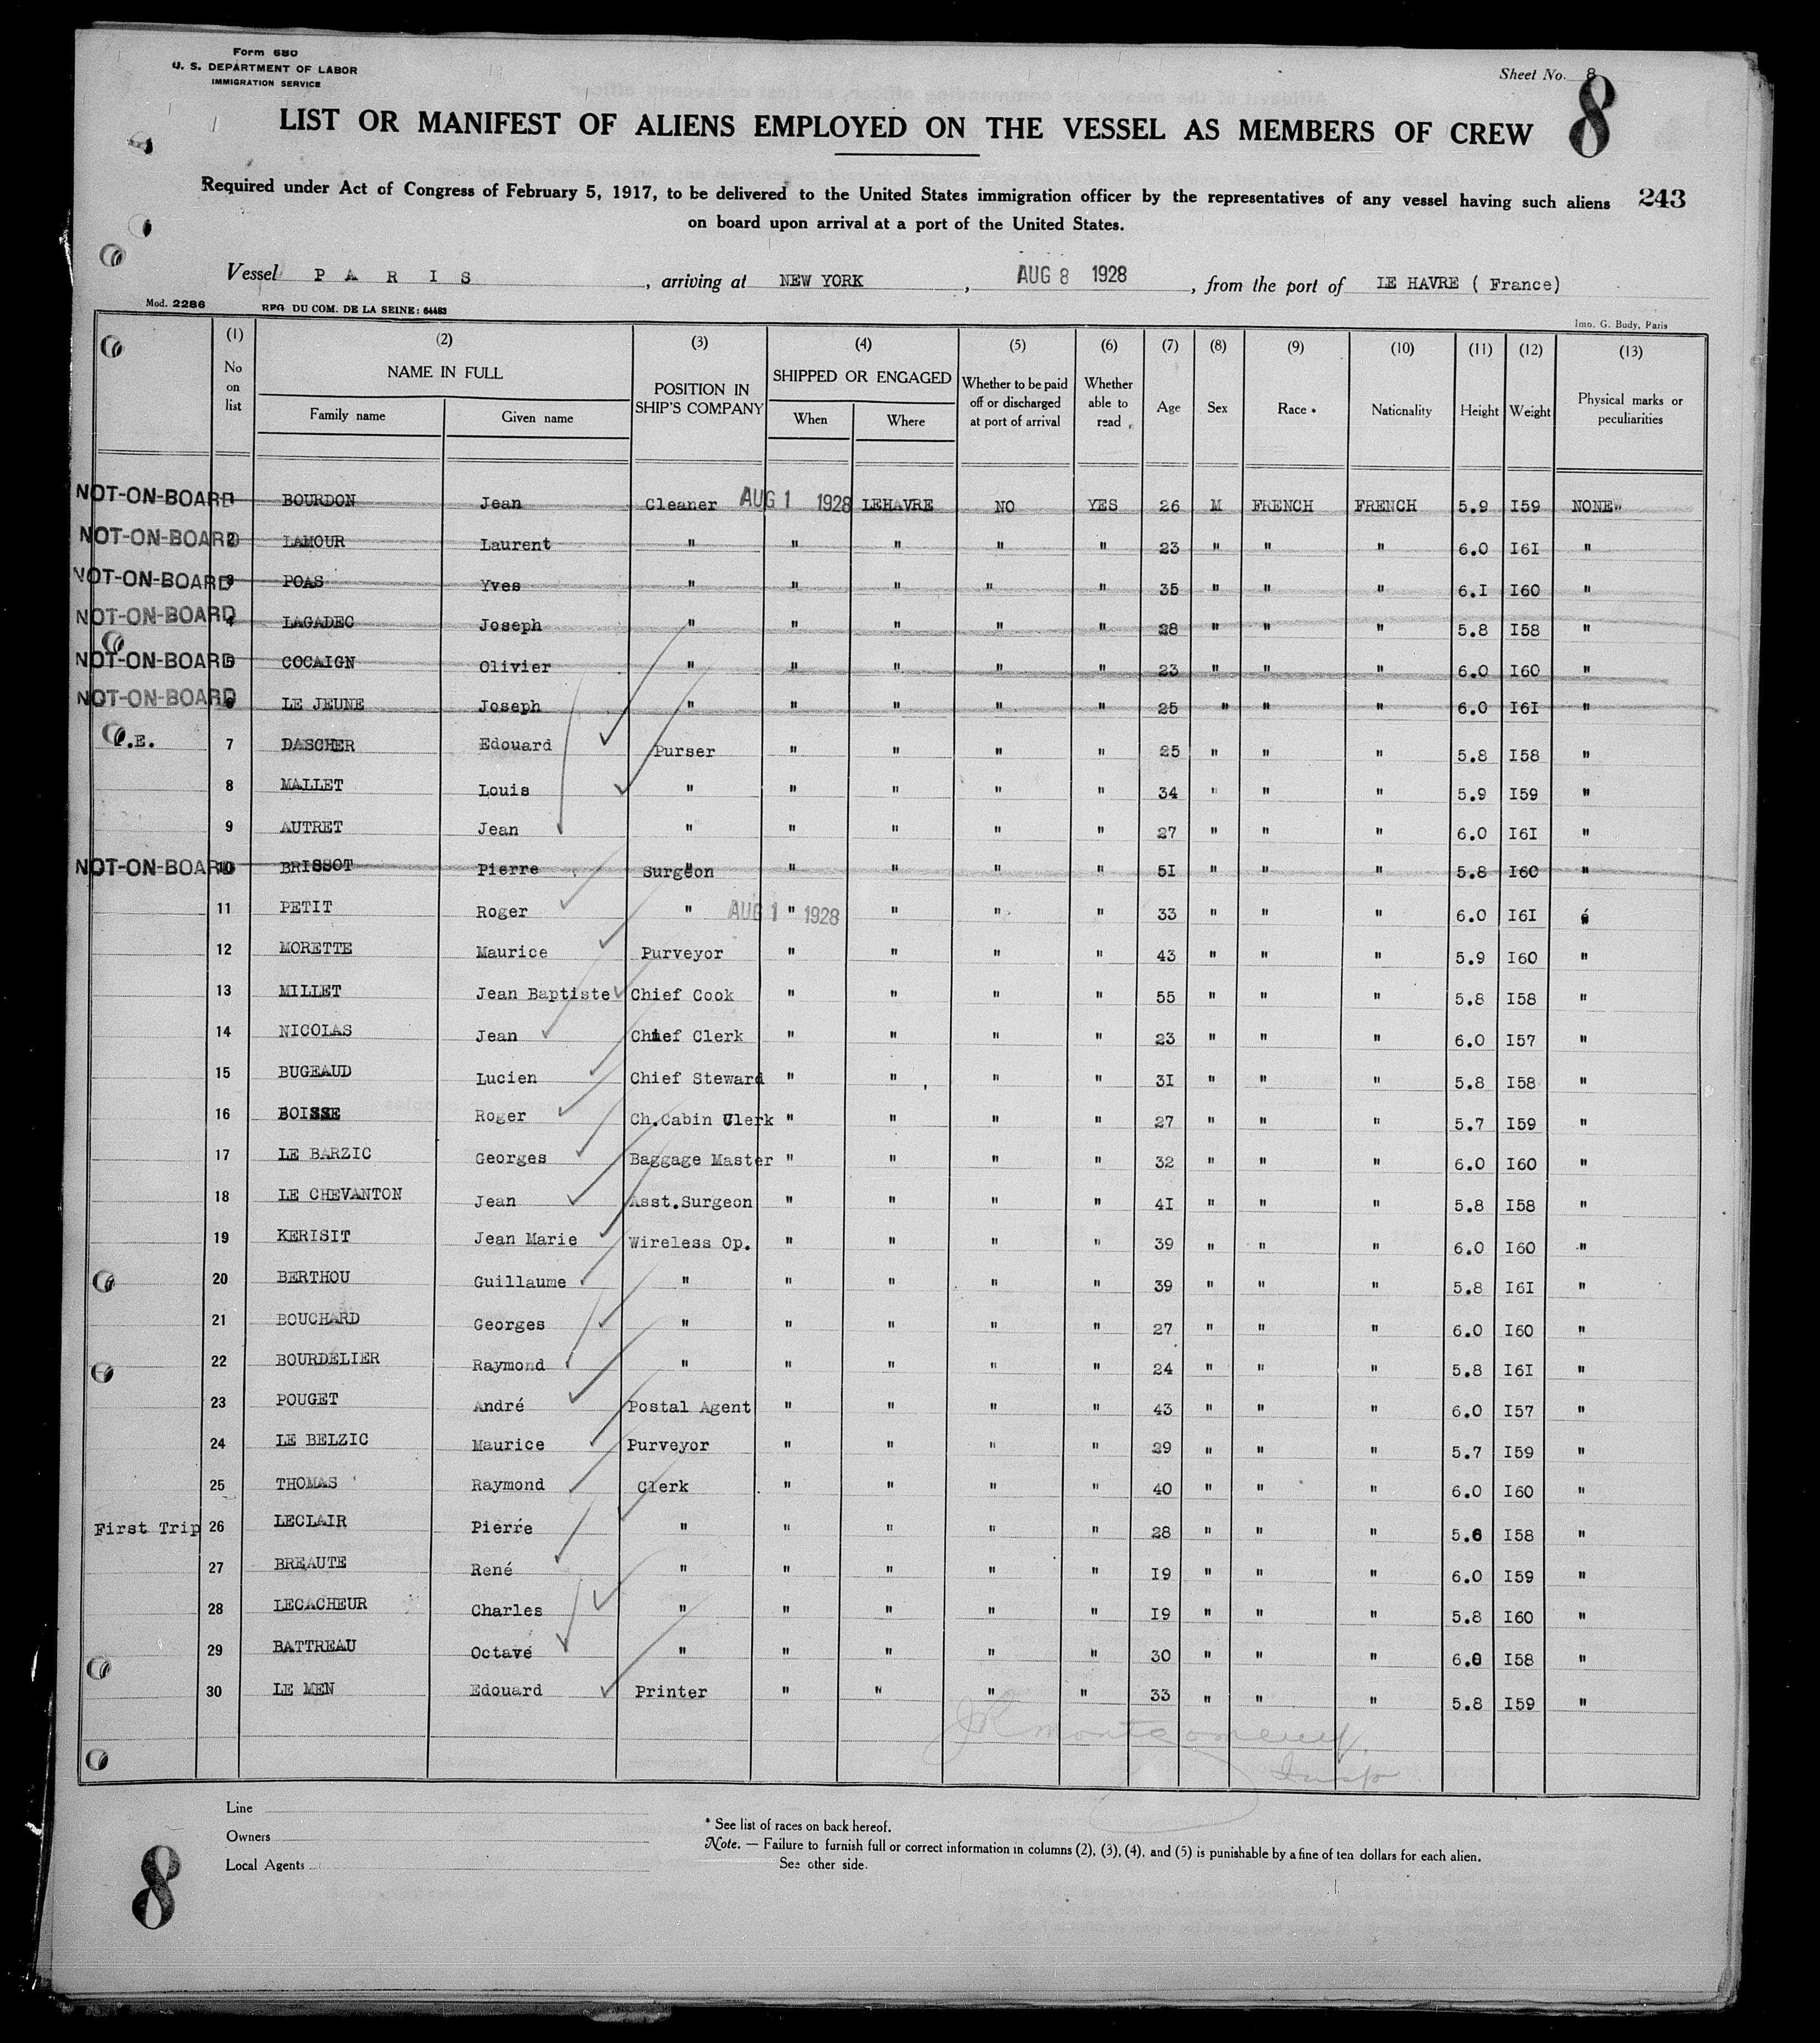 Form 680
U. S. DEPARTMENT OF LABOR
IMMIGRATION SERVICE
Sheet No. 8
8
LIST OR MANIFEST OF ALIENS EMPLOYED ON THE VESSEL AS MEMBERS OF CREW
Required under Act of Congress of February 5, 1917, to be delivered to the United States immigration officer by the representatives of any vessel having such aliens
243
on board upon arrival at a port of the United States.
Vessel P A R I S , arriving at NEW YORK , AUG 8 1928 , from the port of LE HAVRE ( France)
Mod. 2286 RPG DU COM. DE LA SEINE: 64483 Imp. G. Budy, Paris
(1) (2) (3) (4) (5) (6) (7) (8) (9) (10) (11) (12) (13)
No on list NAME IN FULL Family name Given name POSITION IN SHIP'S COMPANY SHIPPED OR ENGAGED When Where Whether to be paid off or discharged at port of arrival Whether able to read Age Sex Race * Nationality Height Weight Physical marks or peculiarities
NOT-ON-BOARD 1 BOURDON Jean Cleaner AUG 1 1928 LEHAVRE NO YES 26 M FRENCH FRENCH 5.9 I59 NONE
NOT-ON-BOARD 2 LAMOUR Laurent " " " " " 23 " " " 6.0 I6I "
NOT-ON-BOARD 3 POAS Yves " " " " " 35 " " " 6.I I60 "
NOT-ON-BOARD 4 LAGADEC Joseph " " " " " 28 " " " 5.8 I58 "
NOT-ON-BOARD 5 COCAIGN Olivier " " " " " 23 " " " 6.0 I60 "
NOT-ON-BOARD 6 LE JEUNE Joseph " " " " " 25 " " " 6.0 I6I "
.E. 7 DASCHER Edouard Purser " " " " 25 " " " 5.8 I58 "
8 MALLET Louis " " " " " 34 " " " 5.9 I59 "
9 AUTRET Jean " " " " " 27 " " " 6.0 I6I "
NOT-ON-BOARD 10 BRISSOT Pierre Surgeon " " " " 5I " " " 5.8 I60 "
11 PETIT Roger " AUG 1 " 1928 " " " 33 " " " 6.0 I6I "
12 MORETTE Maurice Purveyor " " " " 43 " " " 5.9 I60 "
13 MILLET Jean Baptiste Chief Cook " " " " 55 " " " 5.8 I58 "
14 NICOLAS Jean Chief Clerk " " " " 23 " " " 6.0 I57 "
15 BUGEAUD Lucien Chief Steward " " " " 3I " " " 5.8 I58 "
16 BOISSE Roger Ch.Cabin Clerk " " " " 27 " " " 5.7 I59 "
17 LE BARZIC Georges Baggage Master " " " " 32 " " " 6.0 I60 "
18 LE CHEVANTON Jean Asst.Surgeon " " " " 4I " " " 5.8 I58 "
19 KERISIT Jean Marie Wireless Op. " " " " 39 " " " 6.0 I60 "
20 BERTHOU Guillaume " " " " " 39 " " " 5.8 I6I "
21 BOUCHARD Georges " " " " " 27 " " " 6.0 I60 "
22 BOURDELIER Raymond " " " " " 24 " " " 5.8 I6I "
23 POUGET André Postal Agent " " " " 43 " " " 6.0 I57 "
24 LE BELZIC Maurice Purveyor " " " " 29 " " " 5.7 I59 "
25 THOMAS Raymond Clerk " " " " 40 " " " 6.0 I60 "
First Trip 26 LECLAIR Pierre " " " " " 28 " " " I58 "
27 BREAUTE René " " " " " I9 " " " 6.0 I59 "
28 LECACHEUR Charles " " " " " I9 " " " 5.8 I60 "
29 BATTREAU Octave " " " " " 30 " " " 6.0 I58 "
30 LE MEN Edouard Printer " " " " 33 " " " 5.8 I59 "
JR Montgomery
Insp
Line
Owners
Local Agents
* See list of races on back hereof.
Note. — Failure to furnish full or correct information in columns (2), (3), (4), and (5) is punishable by a fine of ten dollars for each alien.
See other side.
8